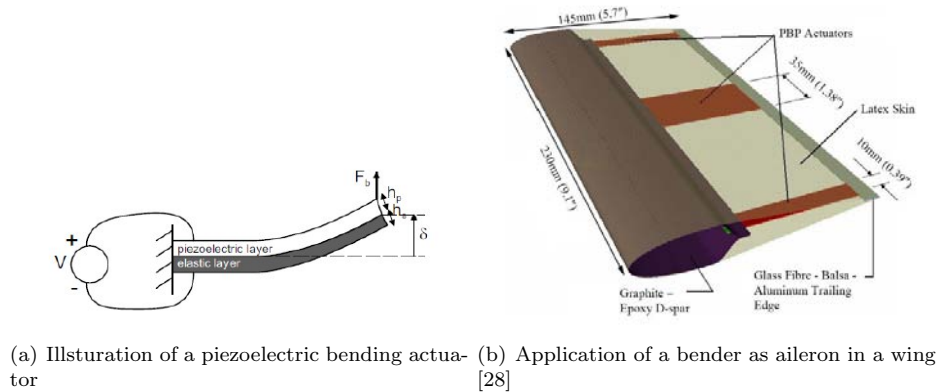 F_b
h_p
h_s
δ
+
V
-
piezoelectric layer
elastic layer
145mm (5.7")
PBP Actuators
35mm (1.38")
Latex Skin
10mm (0.39")
230mm (9.1")
Graphite –
Epoxy D-spar
Glass Fibre - Balsa -
Aluminum Trailing
Edge
(a) Illsturation of a piezoelectric bending actua-
tor
(b) Application of a bender as aileron in a wing
[28]